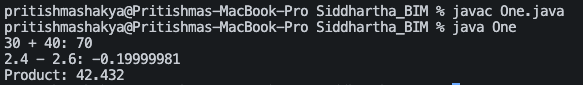 pritishmashakya@Pritishmas-MacBook-Pro Siddhartha_BIM % javac One.java
pritishmashakya@Pritishmas-MacBook-Pro Siddhartha_BIM % java One
30 + 40: 70
2.4 - 2.6: -0.19999981
Product: 42.432